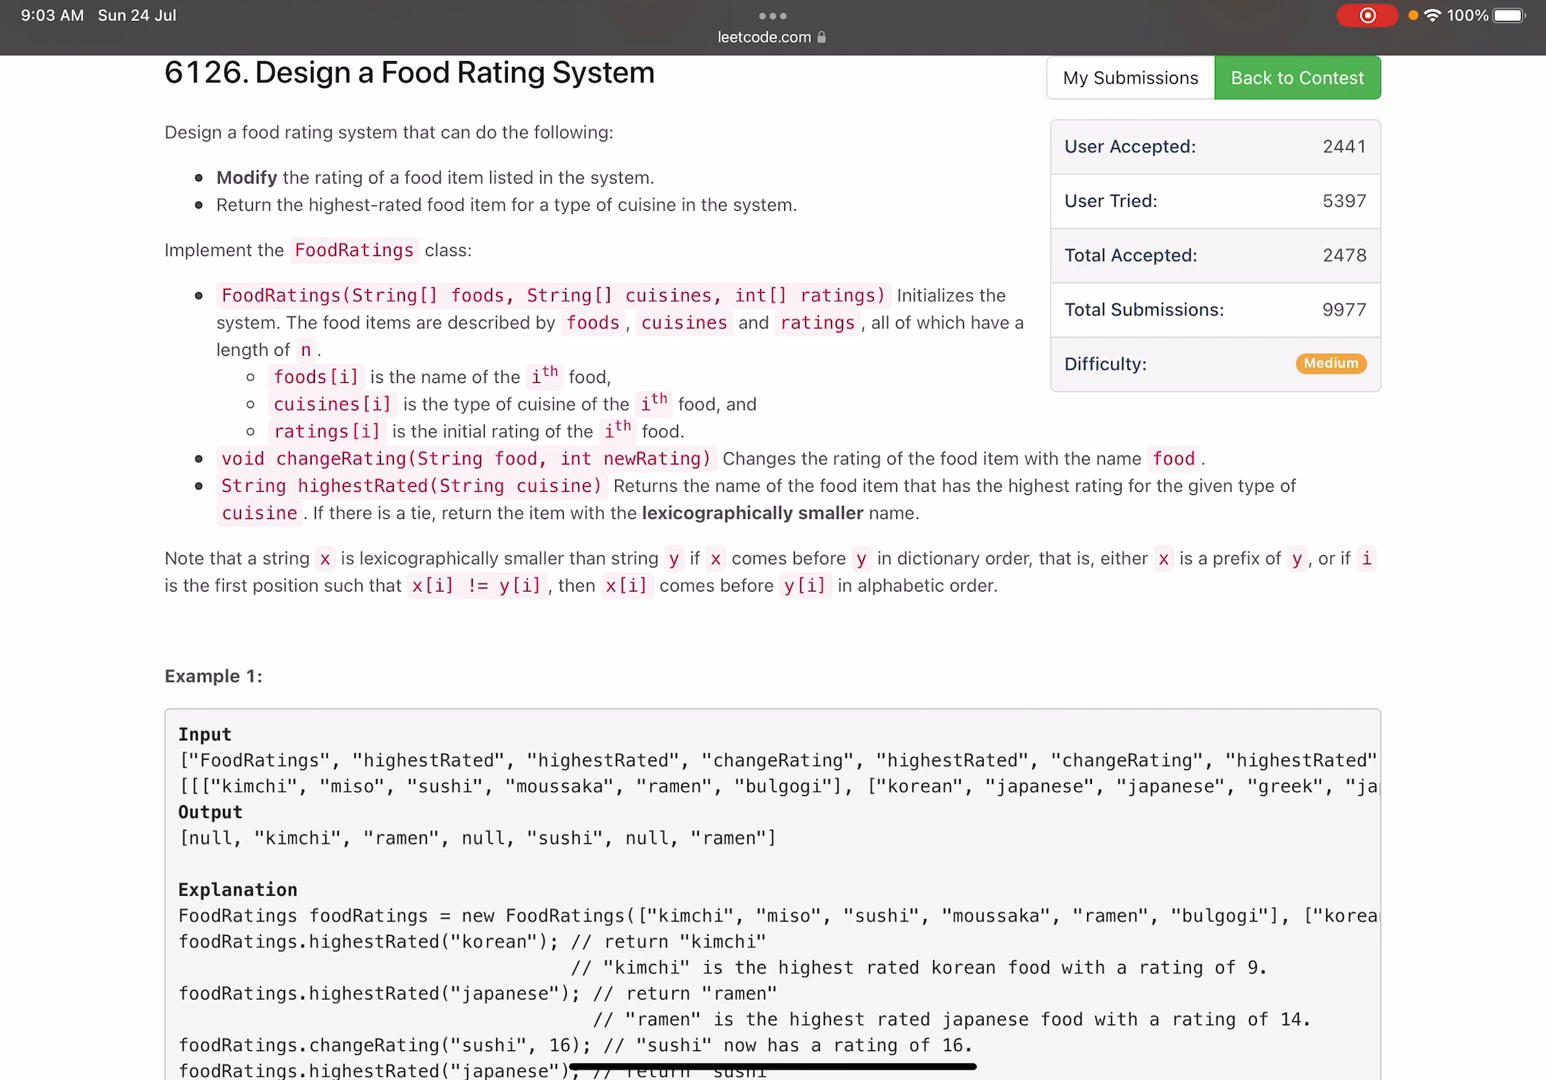 9:03 AM Sun 24 Jul
100%
leetcode.com
6126. Design a Food Rating System
My Submissions
Back to Contest
Design a food rating system that can do the following:
User Accepted: 2441
• Modify the rating of a food item listed in the system.
• Return the highest-rated food item for a type of cuisine in the system.
User Tried: 5397
Implement the FoodRatings class:
Total Accepted: 2478
• FoodRatings(String[] foods, String[] cuisines, int[] ratings) Initializes the
system. The food items are described by foods, cuisines and ratings, all of which have a
length of n.
Total Submissions: 9977
Difficulty: Medium
◦ foods[i] is the name of the ith food,
◦ cuisines[i] is the type of cuisine of the ith food, and
◦ ratings[i] is the initial rating of the ith food.
• void changeRating(String food, int newRating) Changes the rating of the food item with the name food.
• String highestRated(String cuisine) Returns the name of the food item that has the highest rating for the given type of
cuisine. If there is a tie, return the item with the lexicographically smaller name.
Note that a string x is lexicographically smaller than string y if x comes before y in dictionary order, that is, either x is a prefix of y, or if i
is the first position such that x[i] != y[i], then x[i] comes before y[i] in alphabetic order.
Example 1:
Input
["FoodRatings", "highestRated", "highestRated", "changeRating", "highestRated", "changeRating", "highestRated"
[[["kimchi", "miso", "sushi", "moussaka", "ramen", "bulgogi"], ["korean", "japanese", "japanese", "greek", "ja
Output
[null, "kimchi", "ramen", null, "sushi", null, "ramen"]
Explanation
FoodRatings foodRatings = new FoodRatings(["kimchi", "miso", "sushi", "moussaka", "ramen", "bulgogi"], ["korea
foodRatings.highestRated("korean"); // return "kimchi"
// "kimchi" is the highest rated korean food with a rating of 9.
foodRatings.highestRated("japanese"); // return "ramen"
// "ramen" is the highest rated japanese food with a rating of 14.
foodRatings.changeRating("sushi", 16); // "sushi" now has a rating of 16.
foodRatings.highestRated("japanese"); // return "sushi"